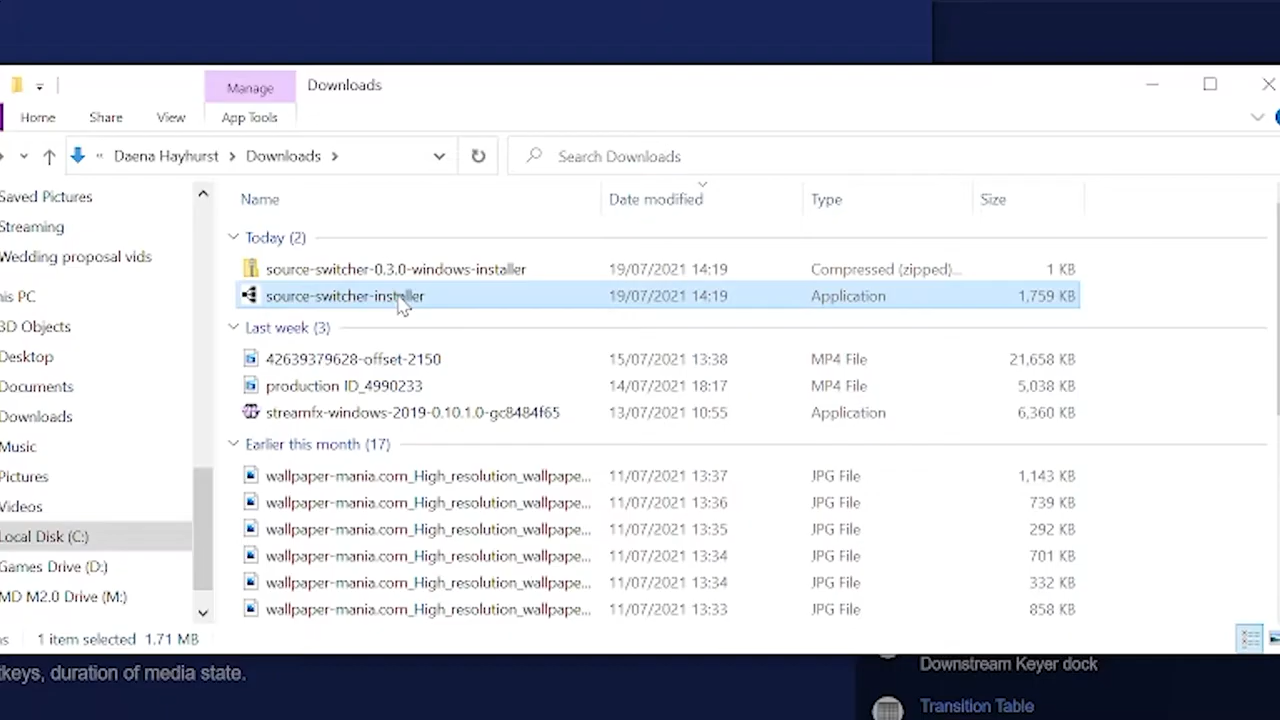 Manage Downloads
Home Share View App Tools
« Daena Hayhurst > Downloads > Search Downloads
Saved Pictures
Streaming
Wedding proposal vids
his PC
3D Objects
Desktop
Documents
Downloads
Music
Pictures
Videos
Local Disk (C:)
Games Drive (D:)
MD M2.0 Drive (M:)
Name Date modified Type Size
Today (2)
source-switcher-0.3.0-windows-installer 19/07/2021 14:19 Compressed (zipped)... 1 KB
source-switcher-installer 19/07/2021 14:19 Application 1,759 KB
Last week (3)
42639379628-offset-2150 15/07/2021 13:38 MP4 File 21,658 KB
production ID_4990233 14/07/2021 18:17 MP4 File 5,038 KB
streamfx-windows-2019-0.10.1.0-gc8484f65 13/07/2021 10:55 Application 6,360 KB
Earlier this month (17)
wallpaper-mania.com_High_resolution_wallpape... 11/07/2021 13:37 JPG File 1,143 KB
wallpaper-mania.com_High_resolution_wallpape... 11/07/2021 13:36 JPG File 739 KB
wallpaper-mania.com_High_resolution_wallpape... 11/07/2021 13:35 JPG File 292 KB
wallpaper-mania.com_High_resolution_wallpape... 11/07/2021 13:34 JPG File 701 KB
wallpaper-mania.com_High_resolution_wallpape... 11/07/2021 13:34 JPG File 332 KB
wallpaper-mania.com_High_resolution_wallpape... 11/07/2021 13:33 JPG File 858 KB
ns 1 item selected 1.71 MB
tkeys, duration of media state.
Downstream Keyer dock
Transition Table